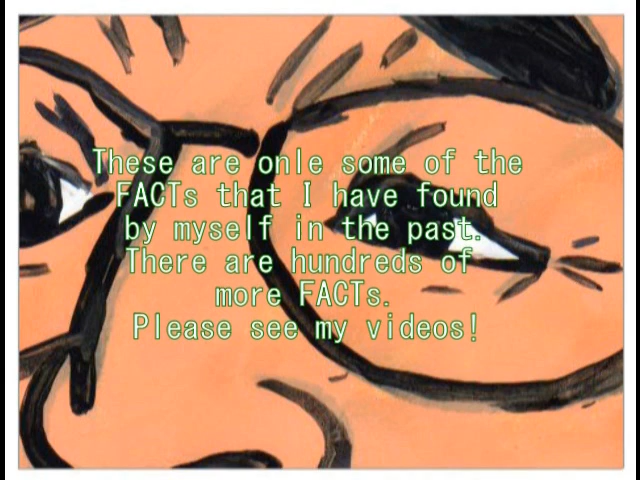 These are onle some of the
FACTs that I have found
by myself in the past.
There are hundreds of
more FACTs.
Please see my videos!